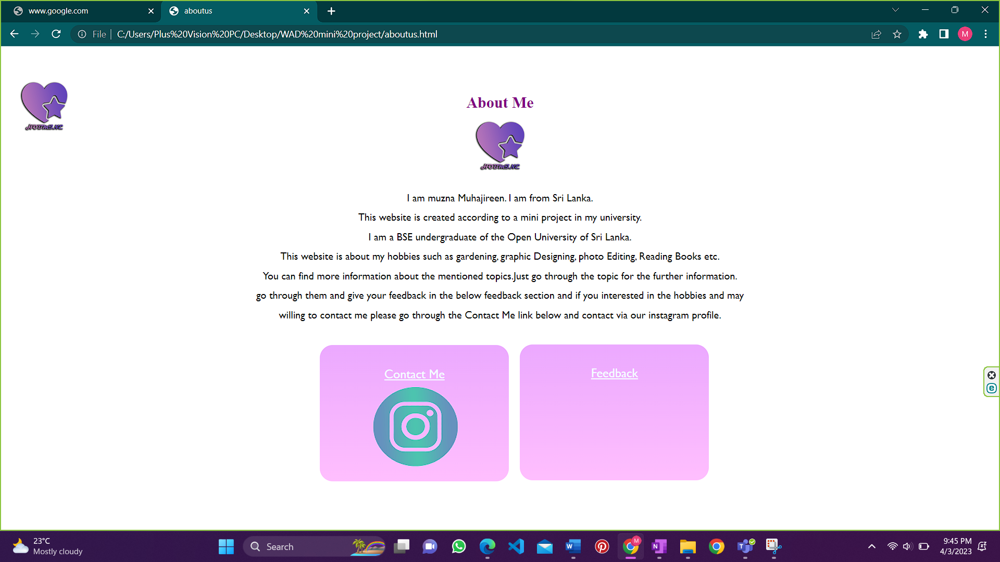 www.google.com
aboutus
File
C:/Users/Plus%20Vision%20PC/Desktop/WAD%20mini%20project/aboutus.html
M
About Me
I am muzna Muhajireen. I am from Sri Lanka.
This website is created according to a mini project in my university.
I am a BSE undergraduate of the Open University of Sri Lanka.
This website is about my hobbies such as gardening, graphic Designing, photo Editing, Reading Books etc.
You can find more information about the mentioned topics.Just go through the topic for the further information.
go through them and give your feedback in the below feedback section and if you interested in the hobbies and may
willing to contact me please go through the Contact Me link below and contact via our instagram profile.
Contact Me
Feedback
23°C
Mostly cloudy
Search
M
9:45 PM
4/3/2023